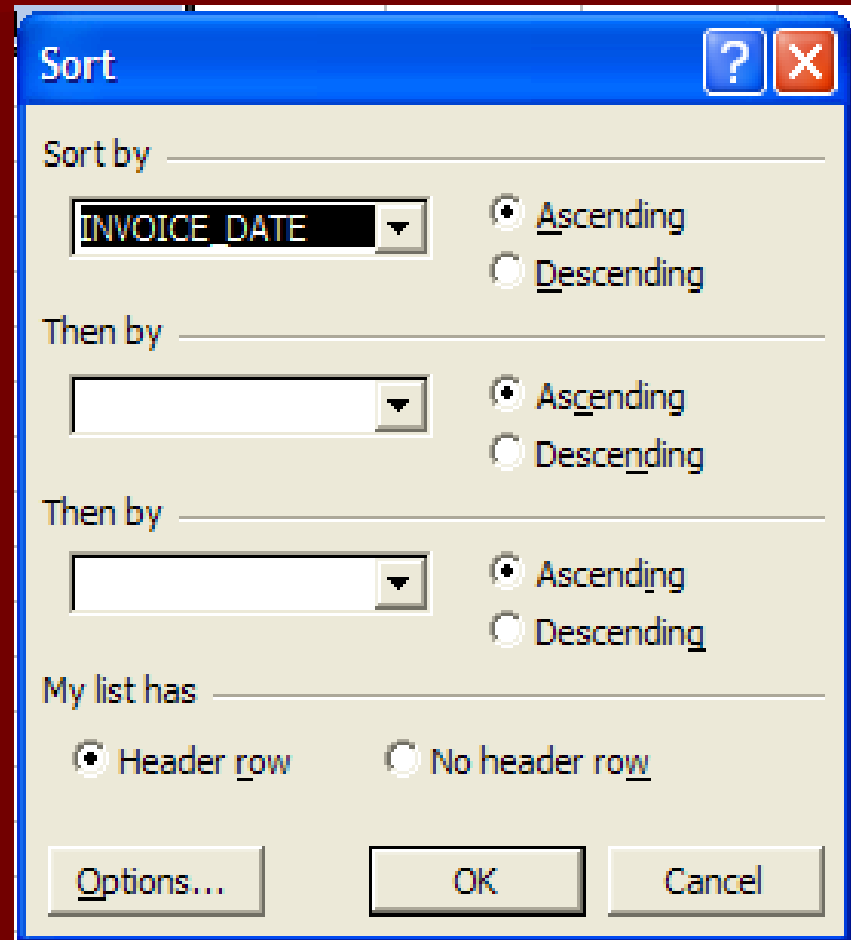 Sort
Sort by
INVOICE_DATE
Ascending
Descending
Then by
Ascending
Descending
Then by
Ascending
Descending
My list has
Header row
No header row
Options...
OK
Cancel